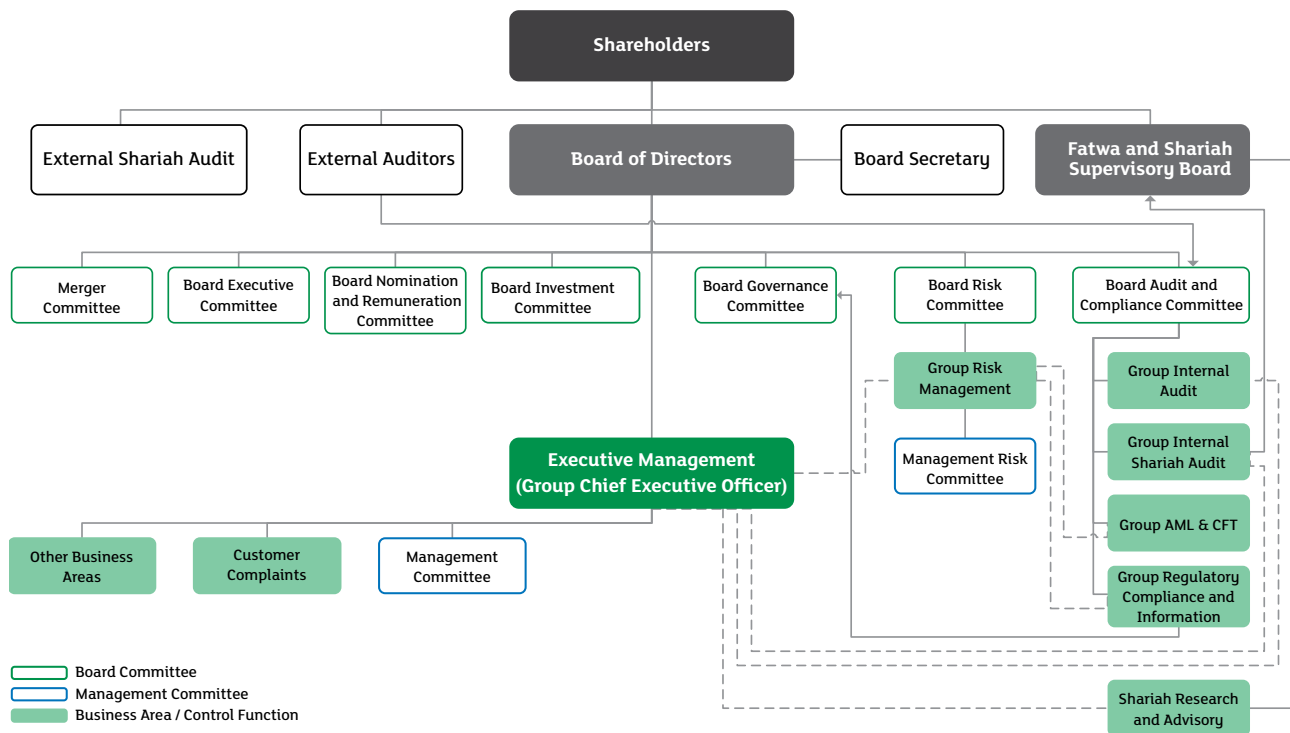 Shareholders
External Shariah Audit
External Auditors
Board of Directors
Board Secretary
Fatwa and Shariah
Supervisory Board
Merger
Committee
Board Executive
Committee
Board Nomination
and Remuneration
Committee
Board Investment
Committee
Board Governance
Committee
Board Risk
Committee
Board Audit and
Compliance Committee
Group Risk
Management
Group Internal
Audit
Executive Management
(Group Chief Executive Officer)
Management Risk
Committee
Group Internal
Shariah Audit
Group AML & CFT
Other Business
Areas
Customer
Complaints
Management
Committee
Group Regulatory
Compliance and
Information
Board Committee
Management Committee
Business Area / Control Function
Shariah Research
and Advisory